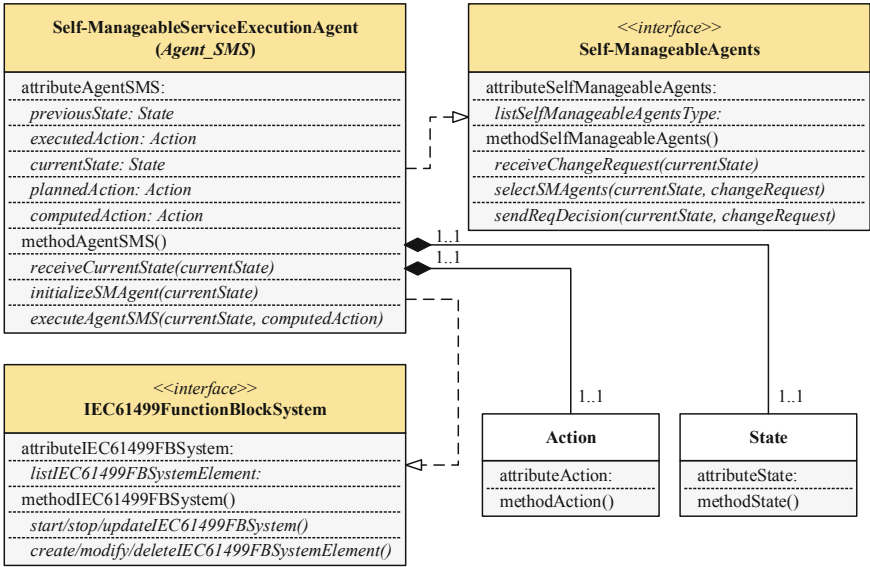 Self-ManageableServiceExecutionAgent
(Agent_SMS)
attributeAgentSMS:
previousState: State
executedAction: Action
currentState: State
plannedAction: Action
computedAction: Action
methodAgentSMS()
receiveCurrentState(currentState)
initializeSMAgent(currentState)
executeAgentSMS(currentState, computedAction)
<<interface>>
Self-ManageableAgents
attributeSelfManageableAgents:
listSelfManageableAgentsType:
methodSelfManageableAgents()
receiveChangeRequest(currentState)
selectSMAgents(currentState, changeRequest)
sendReqDecision(currentState, changeRequest)
1..1
1..1
<<interface>>
IEC61499FunctionBlockSystem
attributeIEC61499FBSystem:
listIEC61499FBSystemElement:
methodIEC61499FBSystem()
start/stop/updateIEC61499FBSystem()
create/modify/deleteIEC61499FBSystemElement()
1..1
Action
attributeAction:
methodAction()
1..1
State
attributeState:
methodState()